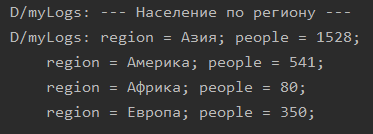 D/myLogs: --- Население по региону ---
D/myLogs: region = Азия; people = 1528;
region = Америка; people = 541;
region = Африка; people = 80;
region = Европа; people = 350;